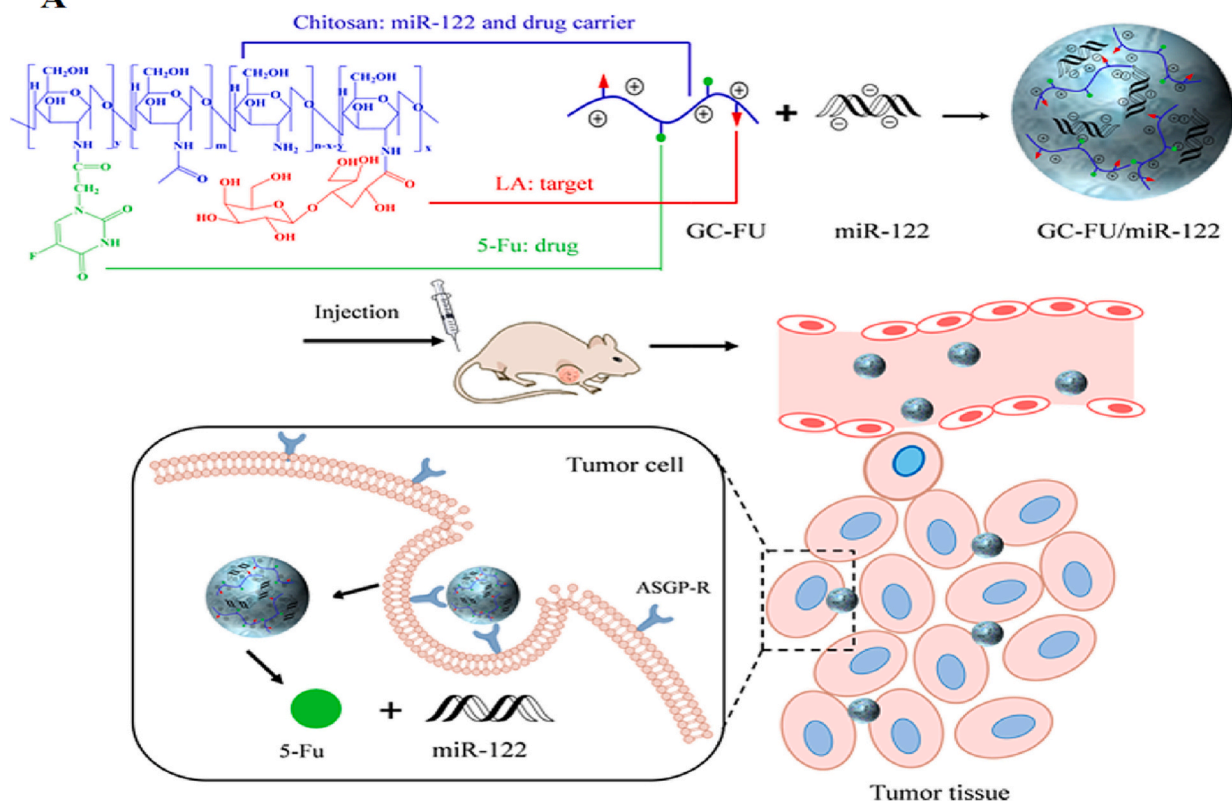 A
Chitosan: miR-122 and drug carrier
CH₂OH CH₂OH CH₂OH CH₂OH
H H H H
OH OH OH OH
O O O O
H H H H
NH NH NH₂ NH
y m n-x-y x
O O O
CH₂
OH OH OH
OH OH OH
OH
LA: target
N O
F NH
O
5-Fu: drug
GC-FU + miR-122 GC-FU/miR-122
Injection
Tumor cell
ASGP-R
5-Fu + miR-122
Tumor tissue